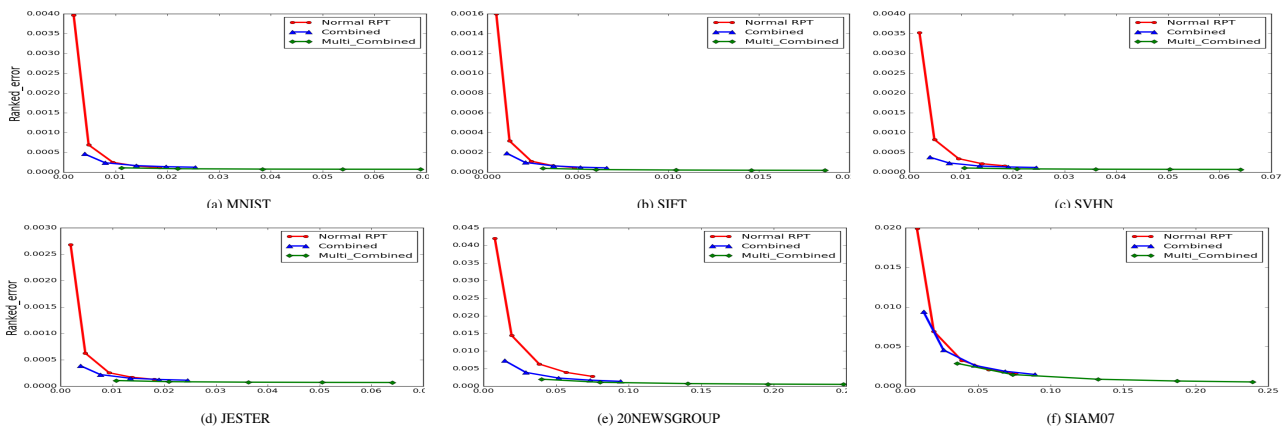 0.0040
0.0035
0.0030
0.0025
0.0020
0.0015
0.0010
0.0005
0.0000
Ranked_error
Normal RPT
Combined
Multi_Combined
0.00 0.01 0.02 0.03 0.04 0.05 0.06 0.0
(a) MNIST
0.0016
0.0014
0.0012
0.0010
0.0008
0.0006
0.0004
0.0002
0.0000
Normal RPT
Combined
Multi_Combined
0.000 0.005 0.010 0.015 0.0
(b) SIFT
0.0040
0.0035
0.0030
0.0025
0.0020
0.0015
0.0010
0.0005
0.0000
Normal RPT
Combined
Multi_Combined
0.00 0.01 0.02 0.03 0.04 0.05 0.06 0.07
(c) SVHN
0.0030
0.0025
0.0020
0.0015
0.0010
0.0005
0.0000
Ranked_error
Normal RPT
Combined
Multi_Combined
0.00 0.01 0.02 0.03 0.04 0.05 0.06 0.0
(d) JESTER
0.045
0.040
0.035
0.030
0.025
0.020
0.015
0.010
0.005
0.000
Normal RPT
Combined
Multi_Combined
0.00 0.05 0.10 0.15 0.20 0.25
(e) 20NEWSGROUP
0.020
0.015
0.010
0.005
0.000
Normal RPT
Combined
Multi_Combined
0.00 0.05 0.10 0.15 0.20 0.25
(f) SIAM07